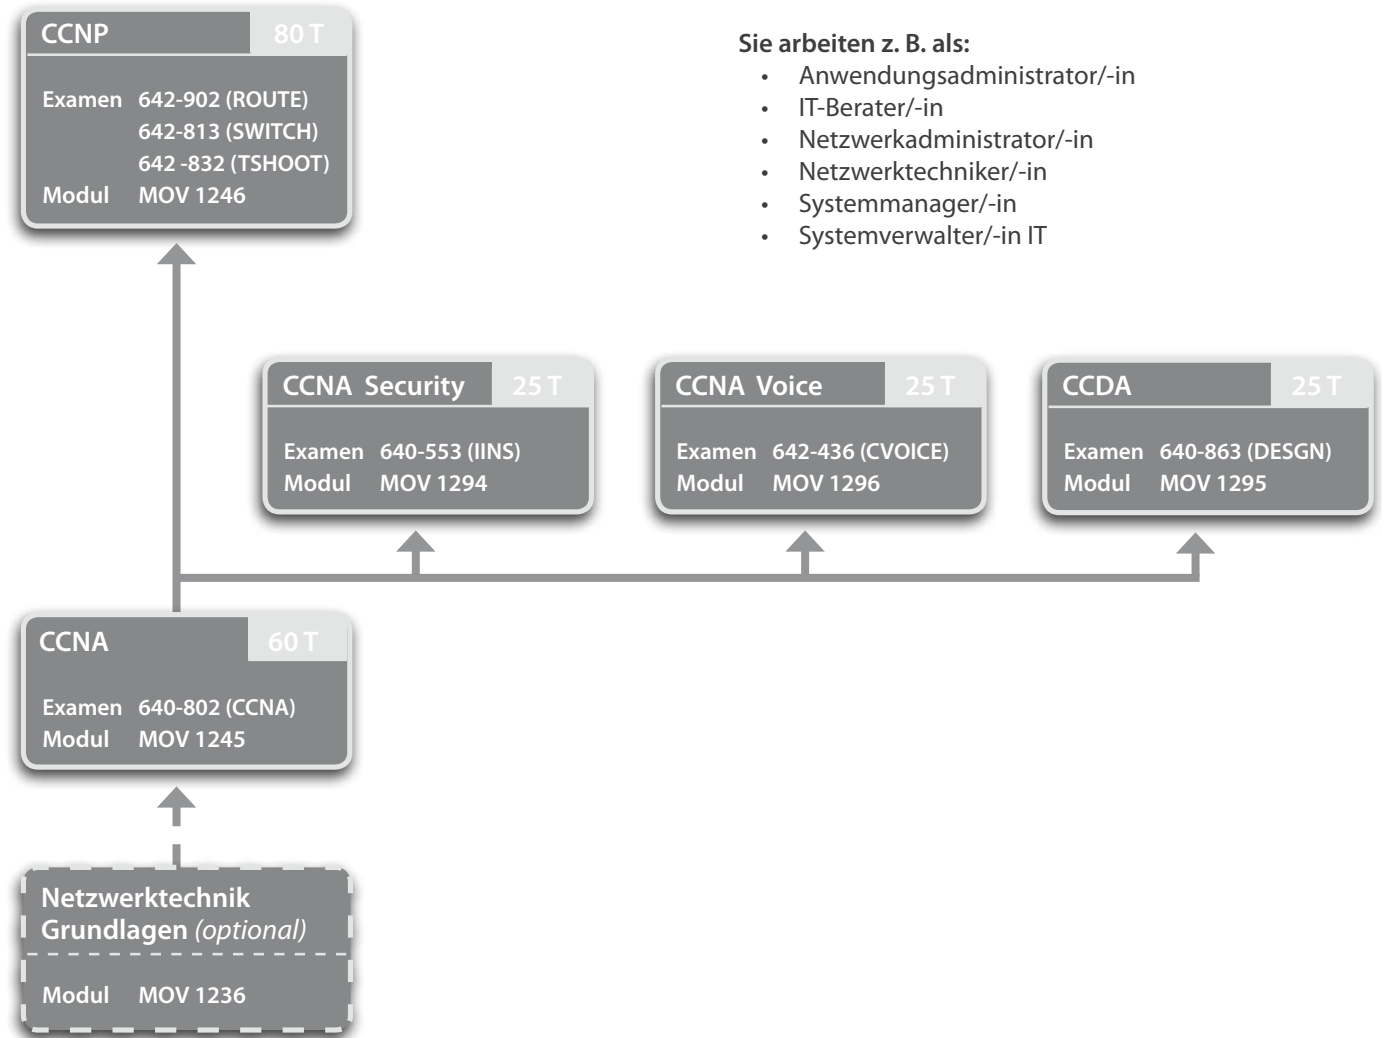 CCNP 80 T
Examen 642-902 (ROUTE)
642-813 (SWITCH)
642 -832 (TSHOOT)
Modul MOV 1246
Sie arbeiten z. B. als:
• Anwendungsadministrator/-in
• IT-Berater/-in
• Netzwerkadministrator/-in
• Netzwerktechniker/-in
• Systemmanager/-in
• Systemverwalter/-in IT
CCNA Security 25 T
Examen 640-553 (IINS)
Modul MOV 1294
CCNA Voice 25 T
Examen 642-436 (CVOICE)
Modul MOV 1296
CCDA 25 T
Examen 640-863 (DESGN)
Modul MOV 1295
CCNA 60 T
Examen 640-802 (CCNA)
Modul MOV 1245
Netzwerktechnik
Grundlagen (optional)
Modul MOV 1236